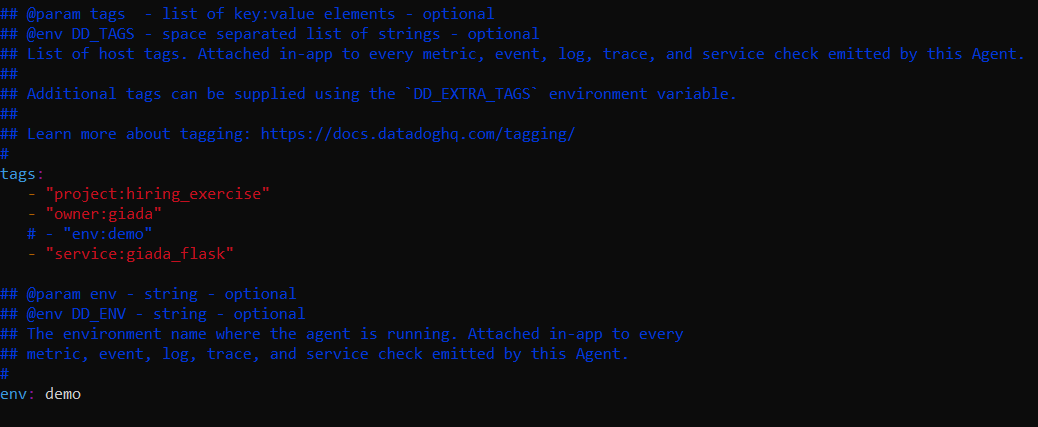 ## @param tags  - list of key:value elements - optional
## @env DD_TAGS - space separated list of strings - optional
## List of host tags. Attached in-app to every metric, event, log, trace, and service check emitted by this Agent.
##
## Additional tags can be supplied using the `DD_EXTRA_TAGS` environment variable.
##
## Learn more about tagging: https://docs.datadoghq.com/tagging/
#
tags:
   - "project:hiring_exercise"
   - "owner:giada"
   # - "env:demo"
   - "service:giada_flask"

## @param env - string - optional
## @env DD_ENV - string - optional
## The environment name where the agent is running. Attached in-app to every
## metric, event, log, trace, and service check emitted by this Agent.
#
env: demo